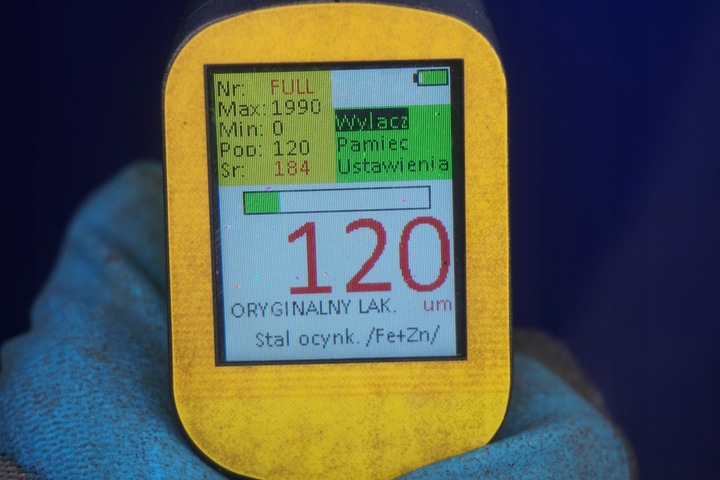 Nr: FULL
Max: 1990
Min: 0
Pop: 120
Sr: 184
Wylacz
Pamiec
Ustawienia
120
ORYGINALNY LAK. um
Stal ocynk. /Fe+Zn/